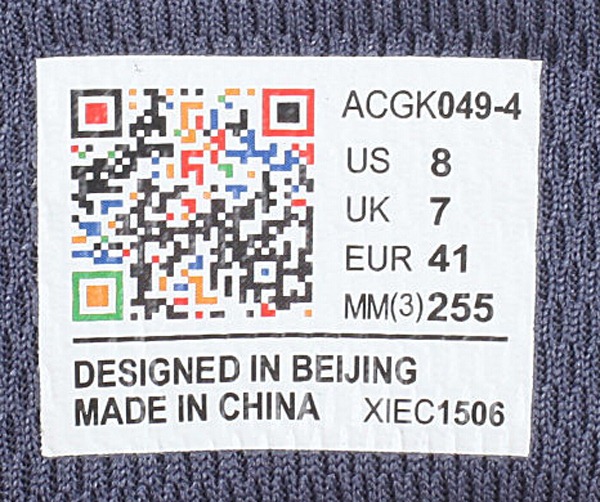 ACGK049-4
US 8
UK 7
EUR 41
MM(3) 255
DESIGNED IN BEIJING
MADE IN CHINA XIEC1506